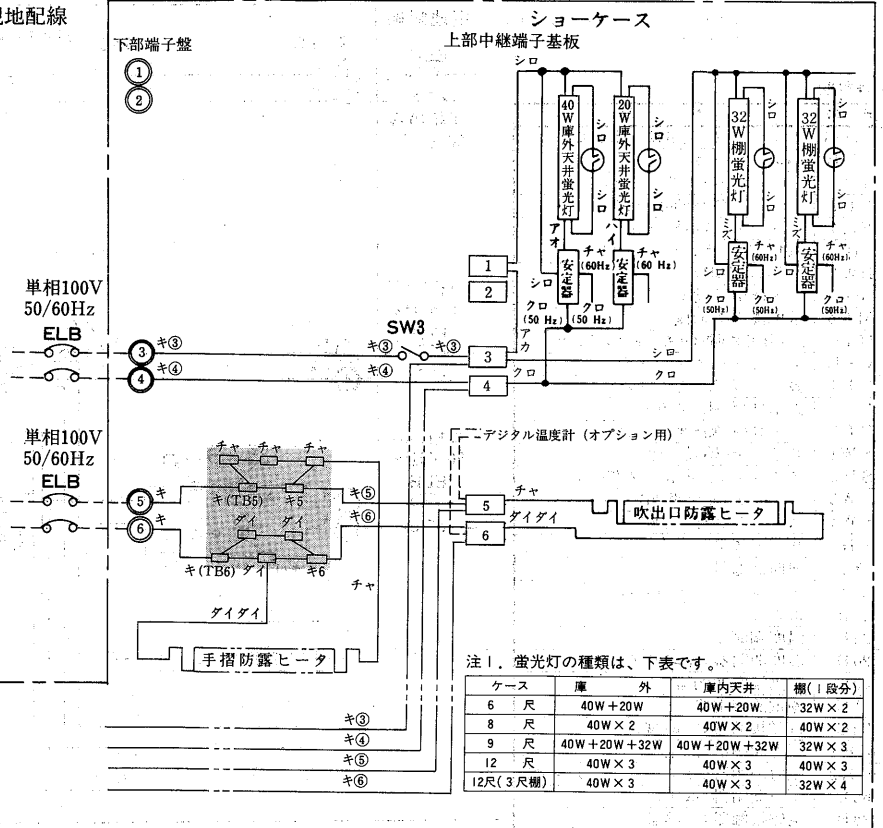 現地配線
ショーケース
下部端子盤
上部中継端子基板
1
2
シロ
シロ
40W庫外天井蛍光灯
シロ
シロ
20W庫外天井蛍光灯
シロ
シロ
32W棚蛍光灯
シロ
シロ
32W棚蛍光灯
シロ
シロ
アオ
ハイ
ミズ
ミズ
チャ
(60Hz)
チャ
(60Hz)
チャ
(60Hz)
チャ
(60Hz)
安定器
安定器
安定器
安定器
シロ
シロ
シロ
クロ
(50Hz)
クロ
(50Hz)
クロ
(50Hz)
クロ
(50Hz)
クロ
(50Hz)
1
2
アカ
単相100V
50/60Hz
ELB
SW3
3
キ③
キ③
キ③
3
シロ
4
キ④
キ④
4
クロ
クロ
デジタル温度計(オプション用)
単相100V
50/60Hz
ELB
チャ
チャ
チャ
5
キ
キ(TB5)
キ5
キ⑤
5
チャ
6
キ
ダイ
ダイ
キ⑥
6
ダイダイ
吹出口防露ヒータ
キ(TB6)
ダイ
キ6
チャ
ダイダイ
手摺防露ヒータ
キ③
キ④
キ⑤
キ⑥
注1. 蛍光灯の種類は、下表です。
ケース 庫外 庫内天井 棚(1段分)
6尺 40W+20W 40W+20W 32W×2
8尺 40W×2 40W×2 40W×2
9尺 40W+20W+32W 40W+20W+32W 32W×3
12尺 40W×3 40W×3 40W×3
12尺(3尺棚) 40W×3 40W×3 32W×4